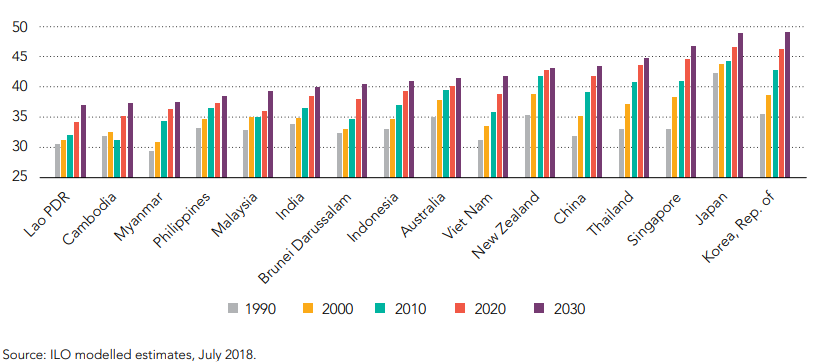 50
45
40
35
30
25
Lao PDR
Cambodia
Myanmar
Philippines
Malaysia
India
Brunei Darussalam
Indonesia
Australia
Viet Nam
New Zealand
China
Thailand
Singapore
Japan
Korea, Rep. of
1990 2000 2010 2020 2030
Source: ILO modelled estimates, July 2018.